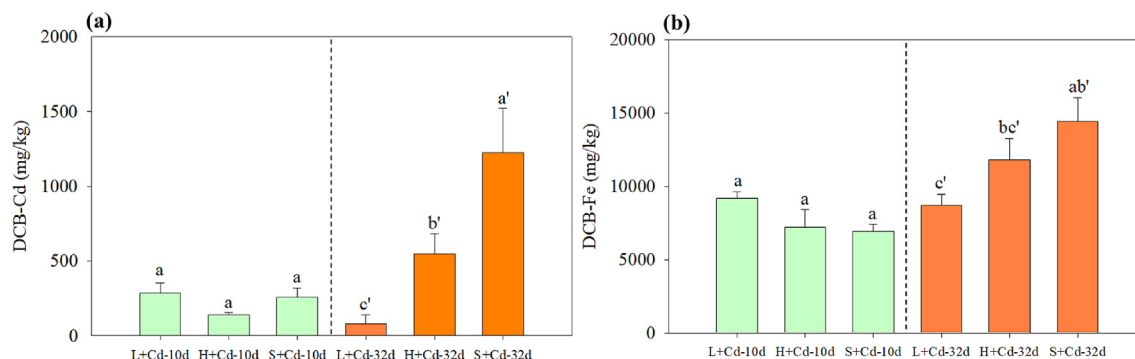 (a)
2000
1500
1000
500
0
DCB-Cd (mg/kg)
a
a
a
c'
b'
a'
L+Cd-10d H+Cd-10d S+Cd-10d L+Cd-32d H+Cd-32d S+Cd-32d
(b)
20000
15000
10000
5000
0
DCB-Fe (mg/kg)
a
a
a
c'
bc'
ab'
L+Cd-10d H+Cd-10d S+Cd-10d L+Cd-32d H+Cd-32d S+Cd-32d